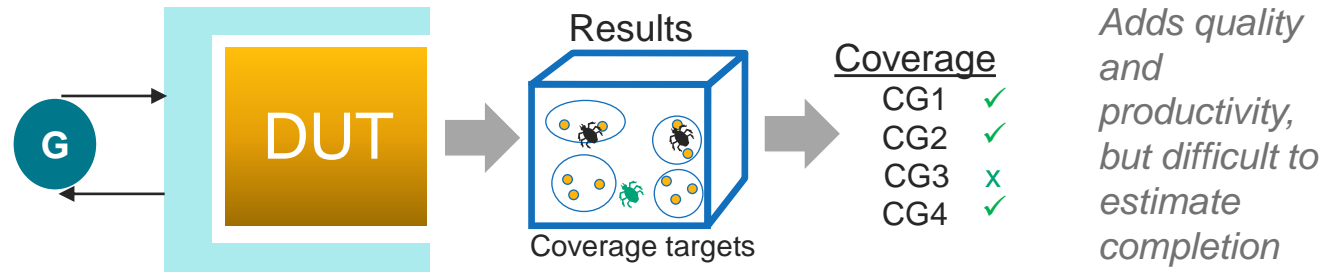 G
DUT
Results
Coverage targets
Coverage
CG1 ✓
CG2 ✓
CG3 x
CG4 ✓
Adds quality
and
productivity,
but difficult to
estimate
completion